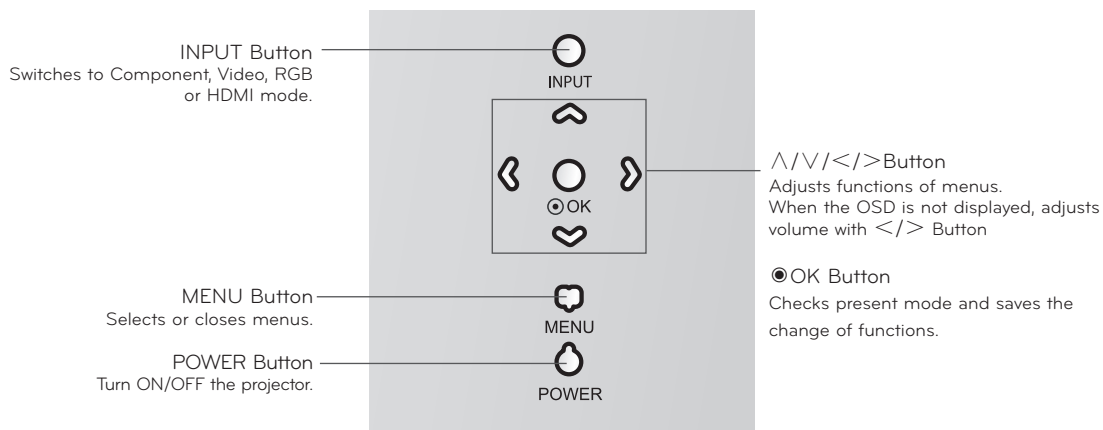 INPUT Button
Switches to Component, Video, RGB
or HDMI mode.
INPUT
◉OK
∧/∨/</>Button
Adjusts functions of menus.
When the OSD is not displayed, adjusts
volume with </> Button
◉OK Button
Checks present mode and saves the
change of functions.
MENU Button
Selects or closes menus.
MENU
POWER Button
Turn ON/OFF the projector.
POWER